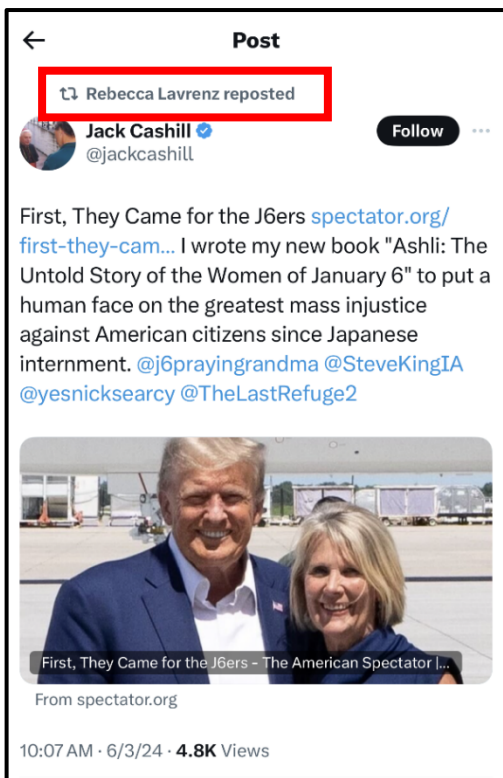 Post
Rebecca Lavrenz reposted
Jack Cashill
Follow
@jackcashill
First, They Came for the J6ers spectator.org/
first-they-cam... I wrote my new book "Ashli: The
Untold Story of the Women of January 6" to put a
human face on the greatest mass injustice
against American citizens since Japanese
internment. @j6prayingrandma @SteveKingIA
@yesnicksearcy @TheLastRefuge2
First, They Came for the J6ers – The American Spectator |...
From spectator.org
10:07 AM · 6/3/24 · 4.8K Views